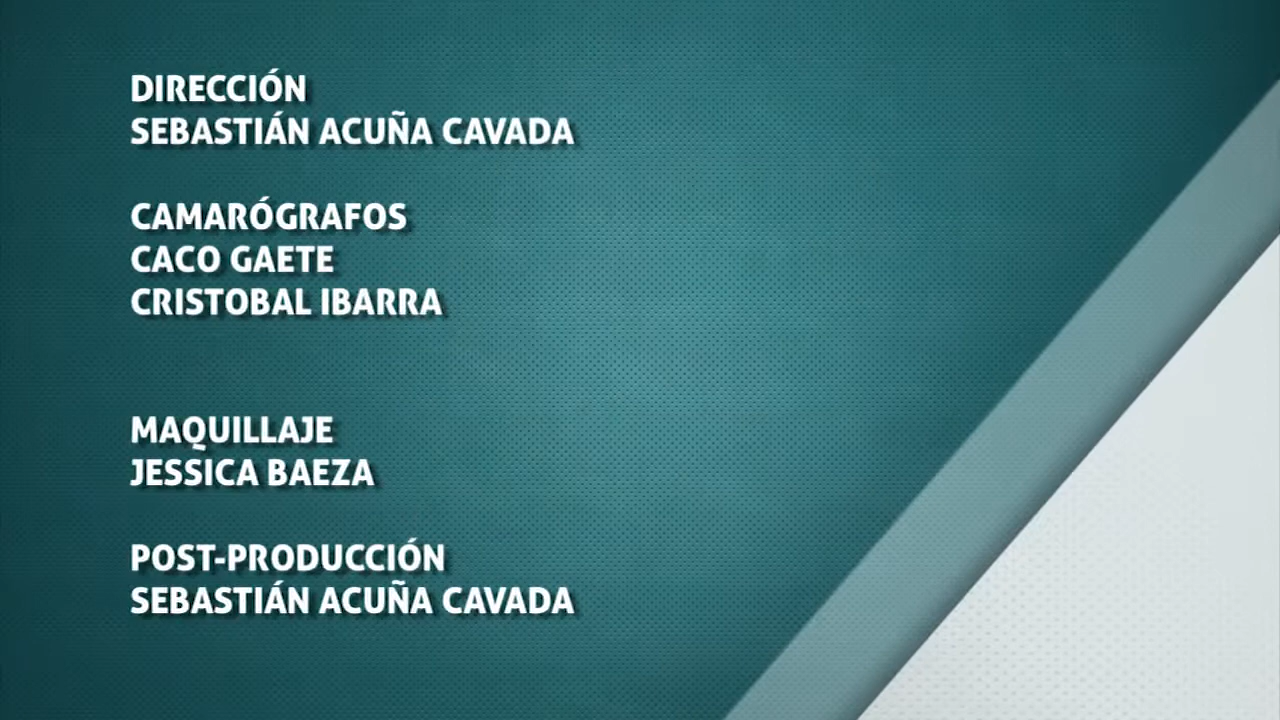 DIRECCIÓN
SEBASTIÁN ACUÑA CAVADA
CAMARÓGRAFOS
CACO GAETE
CRISTOBAL IBARRA
MAQUILLAJE
JESSICA BAEZA
POST-PRODUCCIÓN
SEBASTIÁN ACUÑA CAVADA